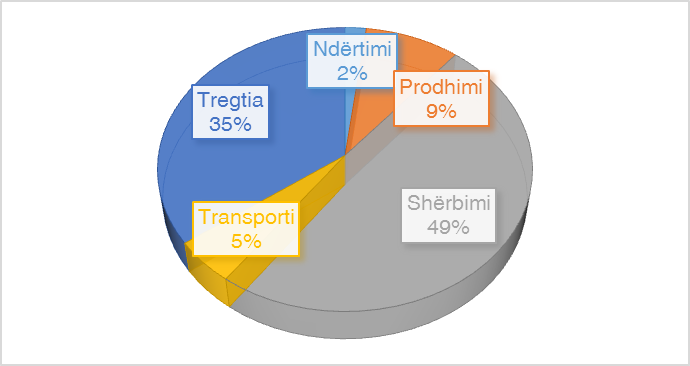 Ndërtimi
2%
Prodhimi
9%
Tregtia
35%
Shërbimi
49%
Transporti
5%